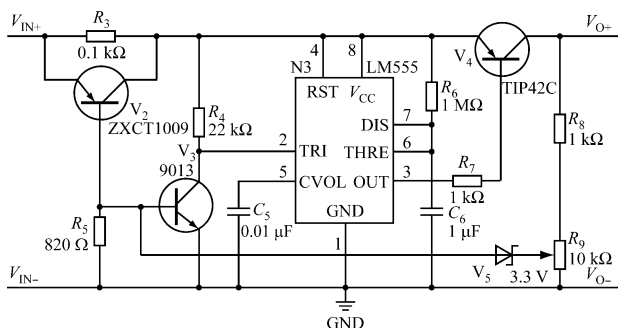 V_IN+
R_3
0.1 kΩ
V_2
ZXCT1009
R_4
22 kΩ
V_3
9013
R_5
820 Ω
V_IN−
N3
LM555
4
8
RST
V_CC
DIS
7
2
TRI
THRE
6
5
CVOL
OUT
3
GND
1
C_5
0.01 μF
R_6
1 MΩ
C_6
1 μF
R_7
1 kΩ
V_4
TIP42C
V_O+
R_8
1 kΩ
R_9
10 kΩ
V_5
3.3 V
V_O−
GND